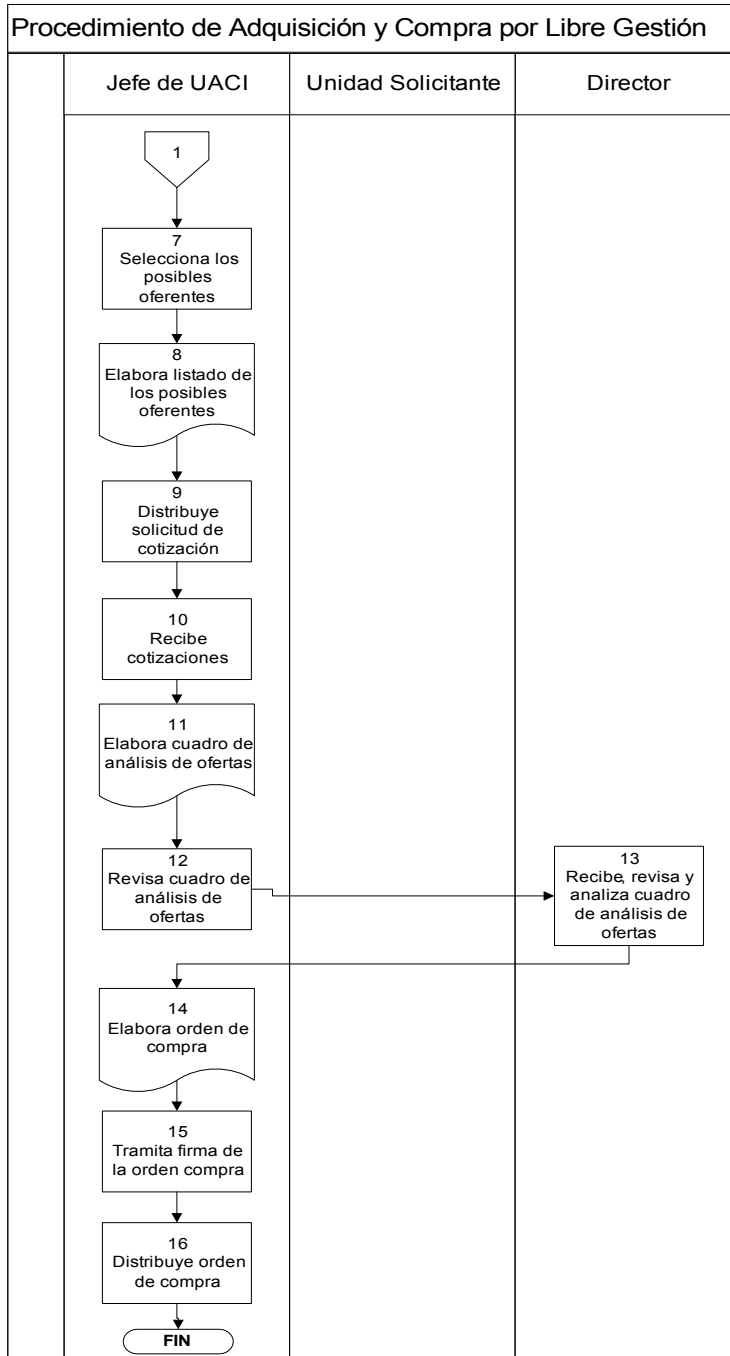 Procedimiento de Adquisición y Compra por Libre Gestión
Jefe de UACI
Unidad Solicitante
Director
1
7
Selecciona los
posibles
oferentes
8
Elabora listado de
los posibles
oferentes
9
Distribuye
solicitud de
cotización
10
Recibe
cotizaciones
11
Elabora cuadro de
análisis de ofertas
12
Revisa cuadro de
análisis de
ofertas
13
Recibe, revisa y
analiza cuadro
de análisis de
ofertas
14
Elabora orden de
compra
15
Tramita firma de
la orden compra
16
Distribuye orden
de compra
FIN